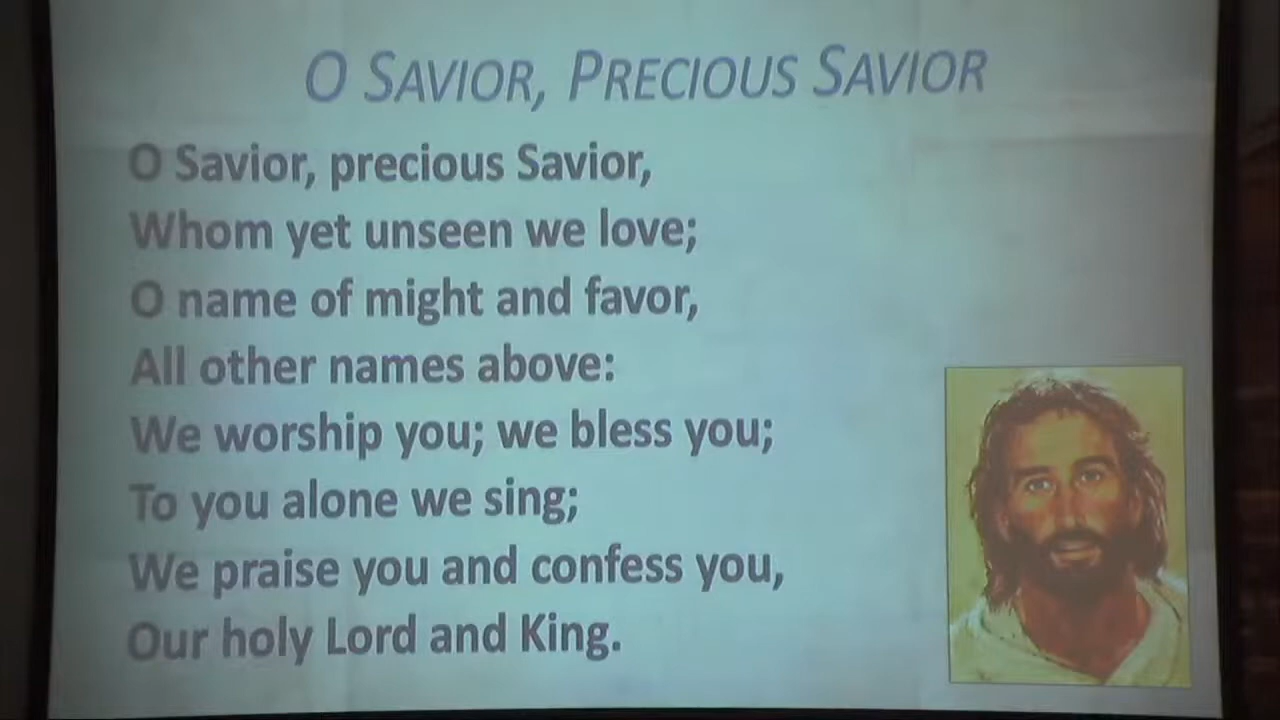 O SAVIOR, PRECIOUS SAVIOR
O Savior, precious Savior,
Whom yet unseen we love;
O name of might and favor,
All other names above:
We worship you; we bless you;
To you alone we sing;
We praise you and confess you,
Our holy Lord and King.